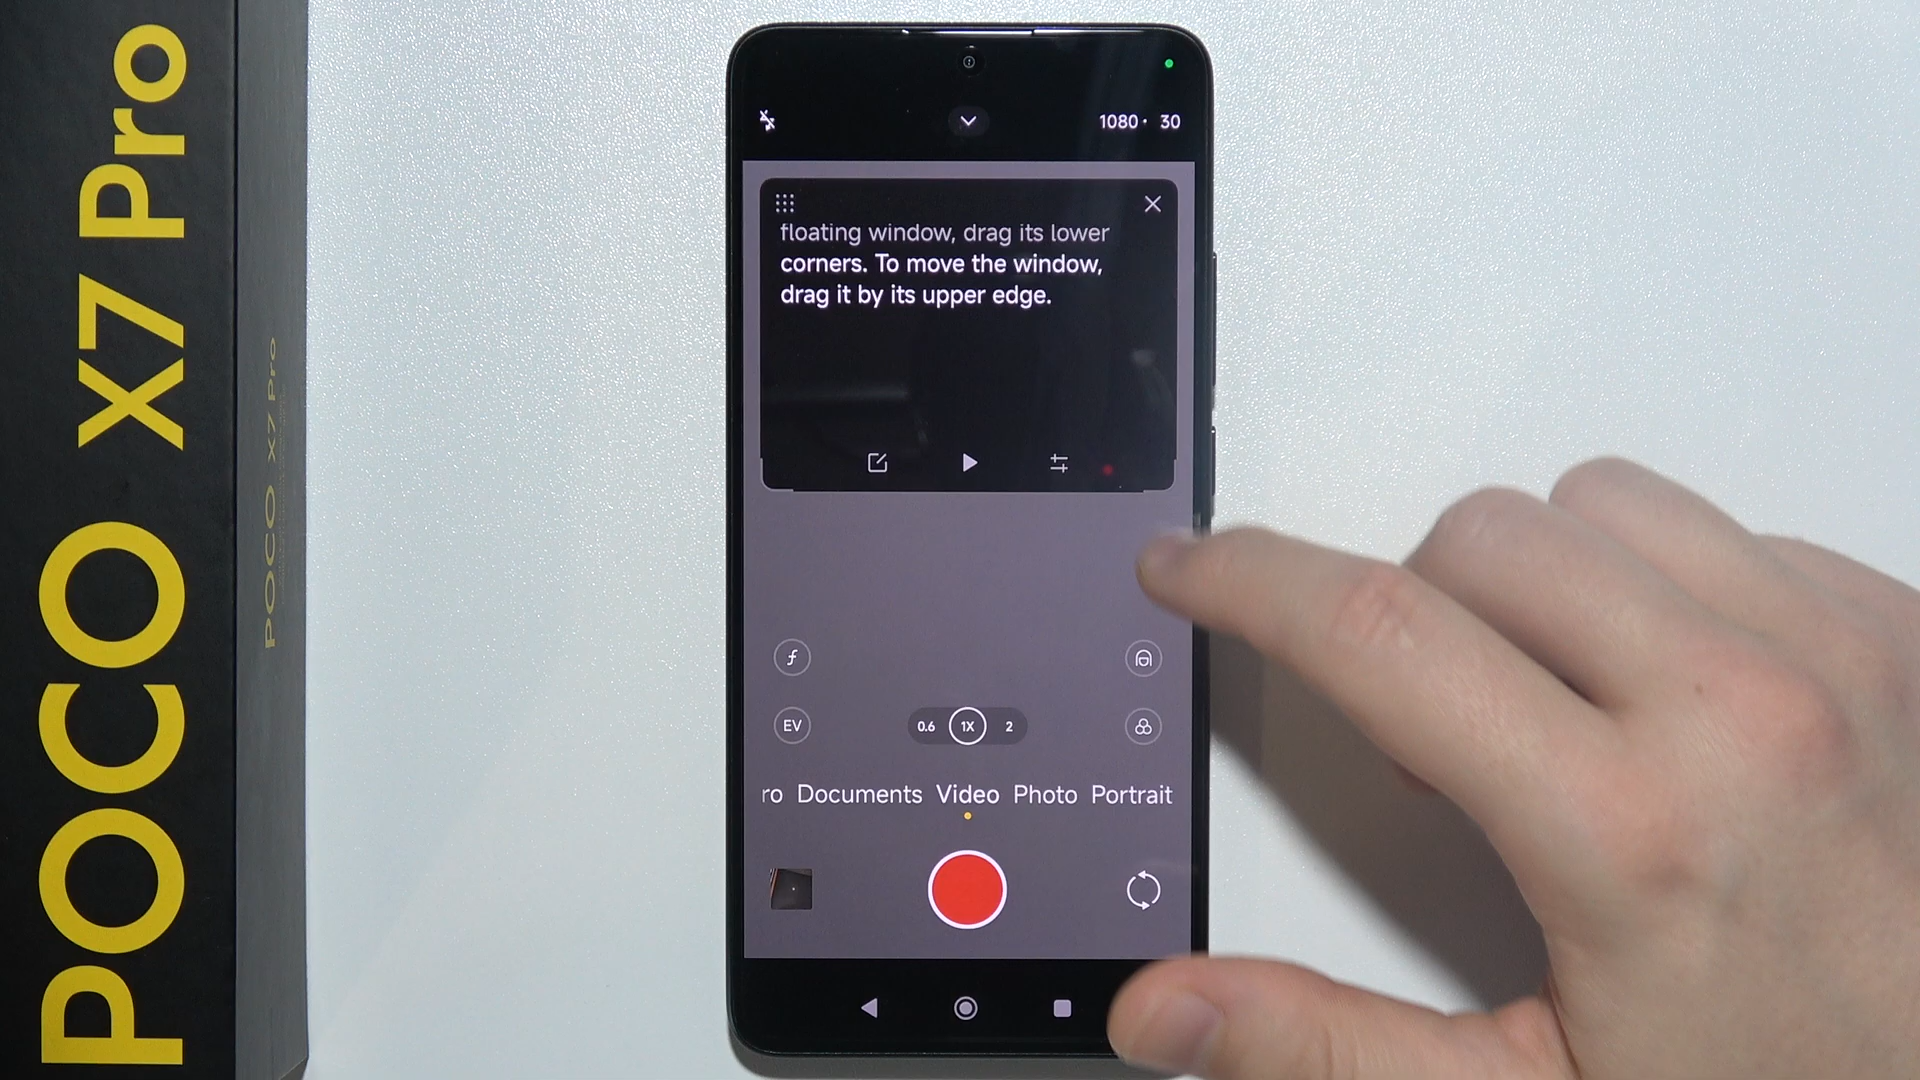 POCO X7 Pro
POCO X7 Pro
1080 · 30
floating window, drag its lower
corners. To move the window,
drag it by its upper edge.
f
EV
0.6 1X 2
ro Documents Video Photo Portrait